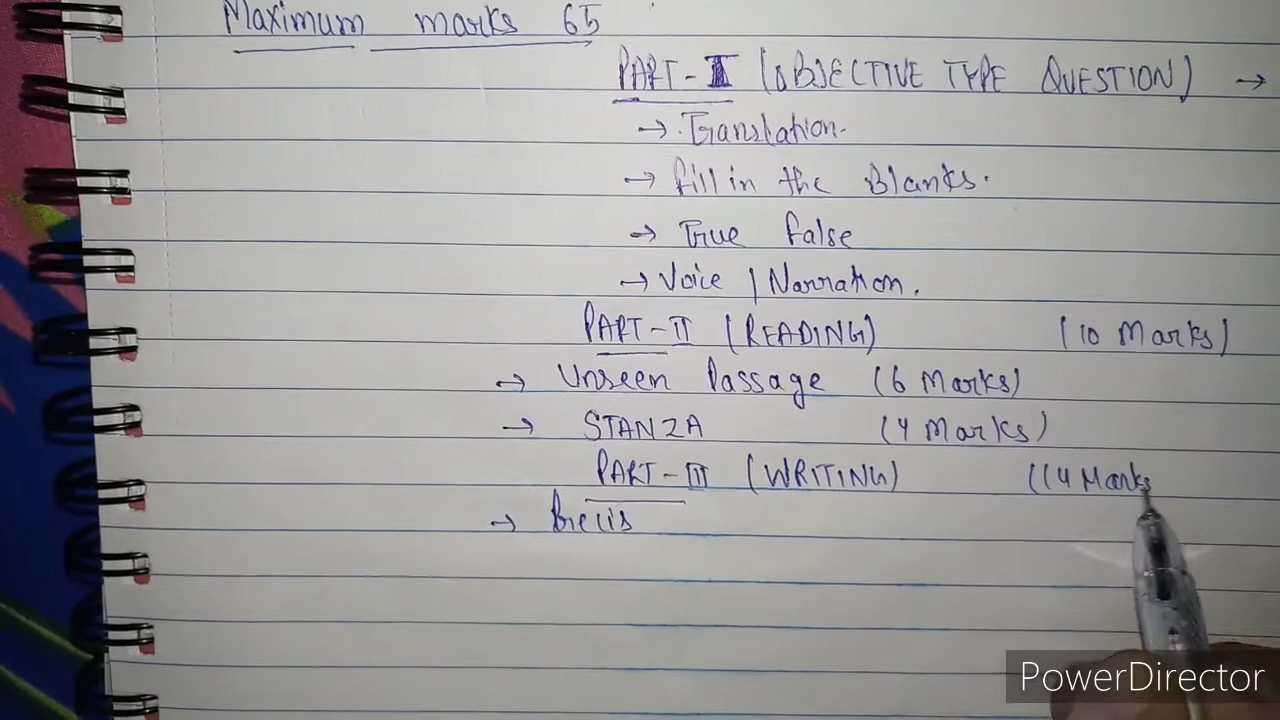 Maximum marks 65
PART-I (OBJECTIVE TYPE QUESTION) →
→ Translation.
→ Fill in the Blanks.
→ True false
→ Voice / Narration.
PART-II (READING) (10 Marks)
→ Unseen Passage (6 Marks)
→ STANZA (4 Marks)
PART-III (WRITING) (14 Marks
→ Precis
PowerDirector